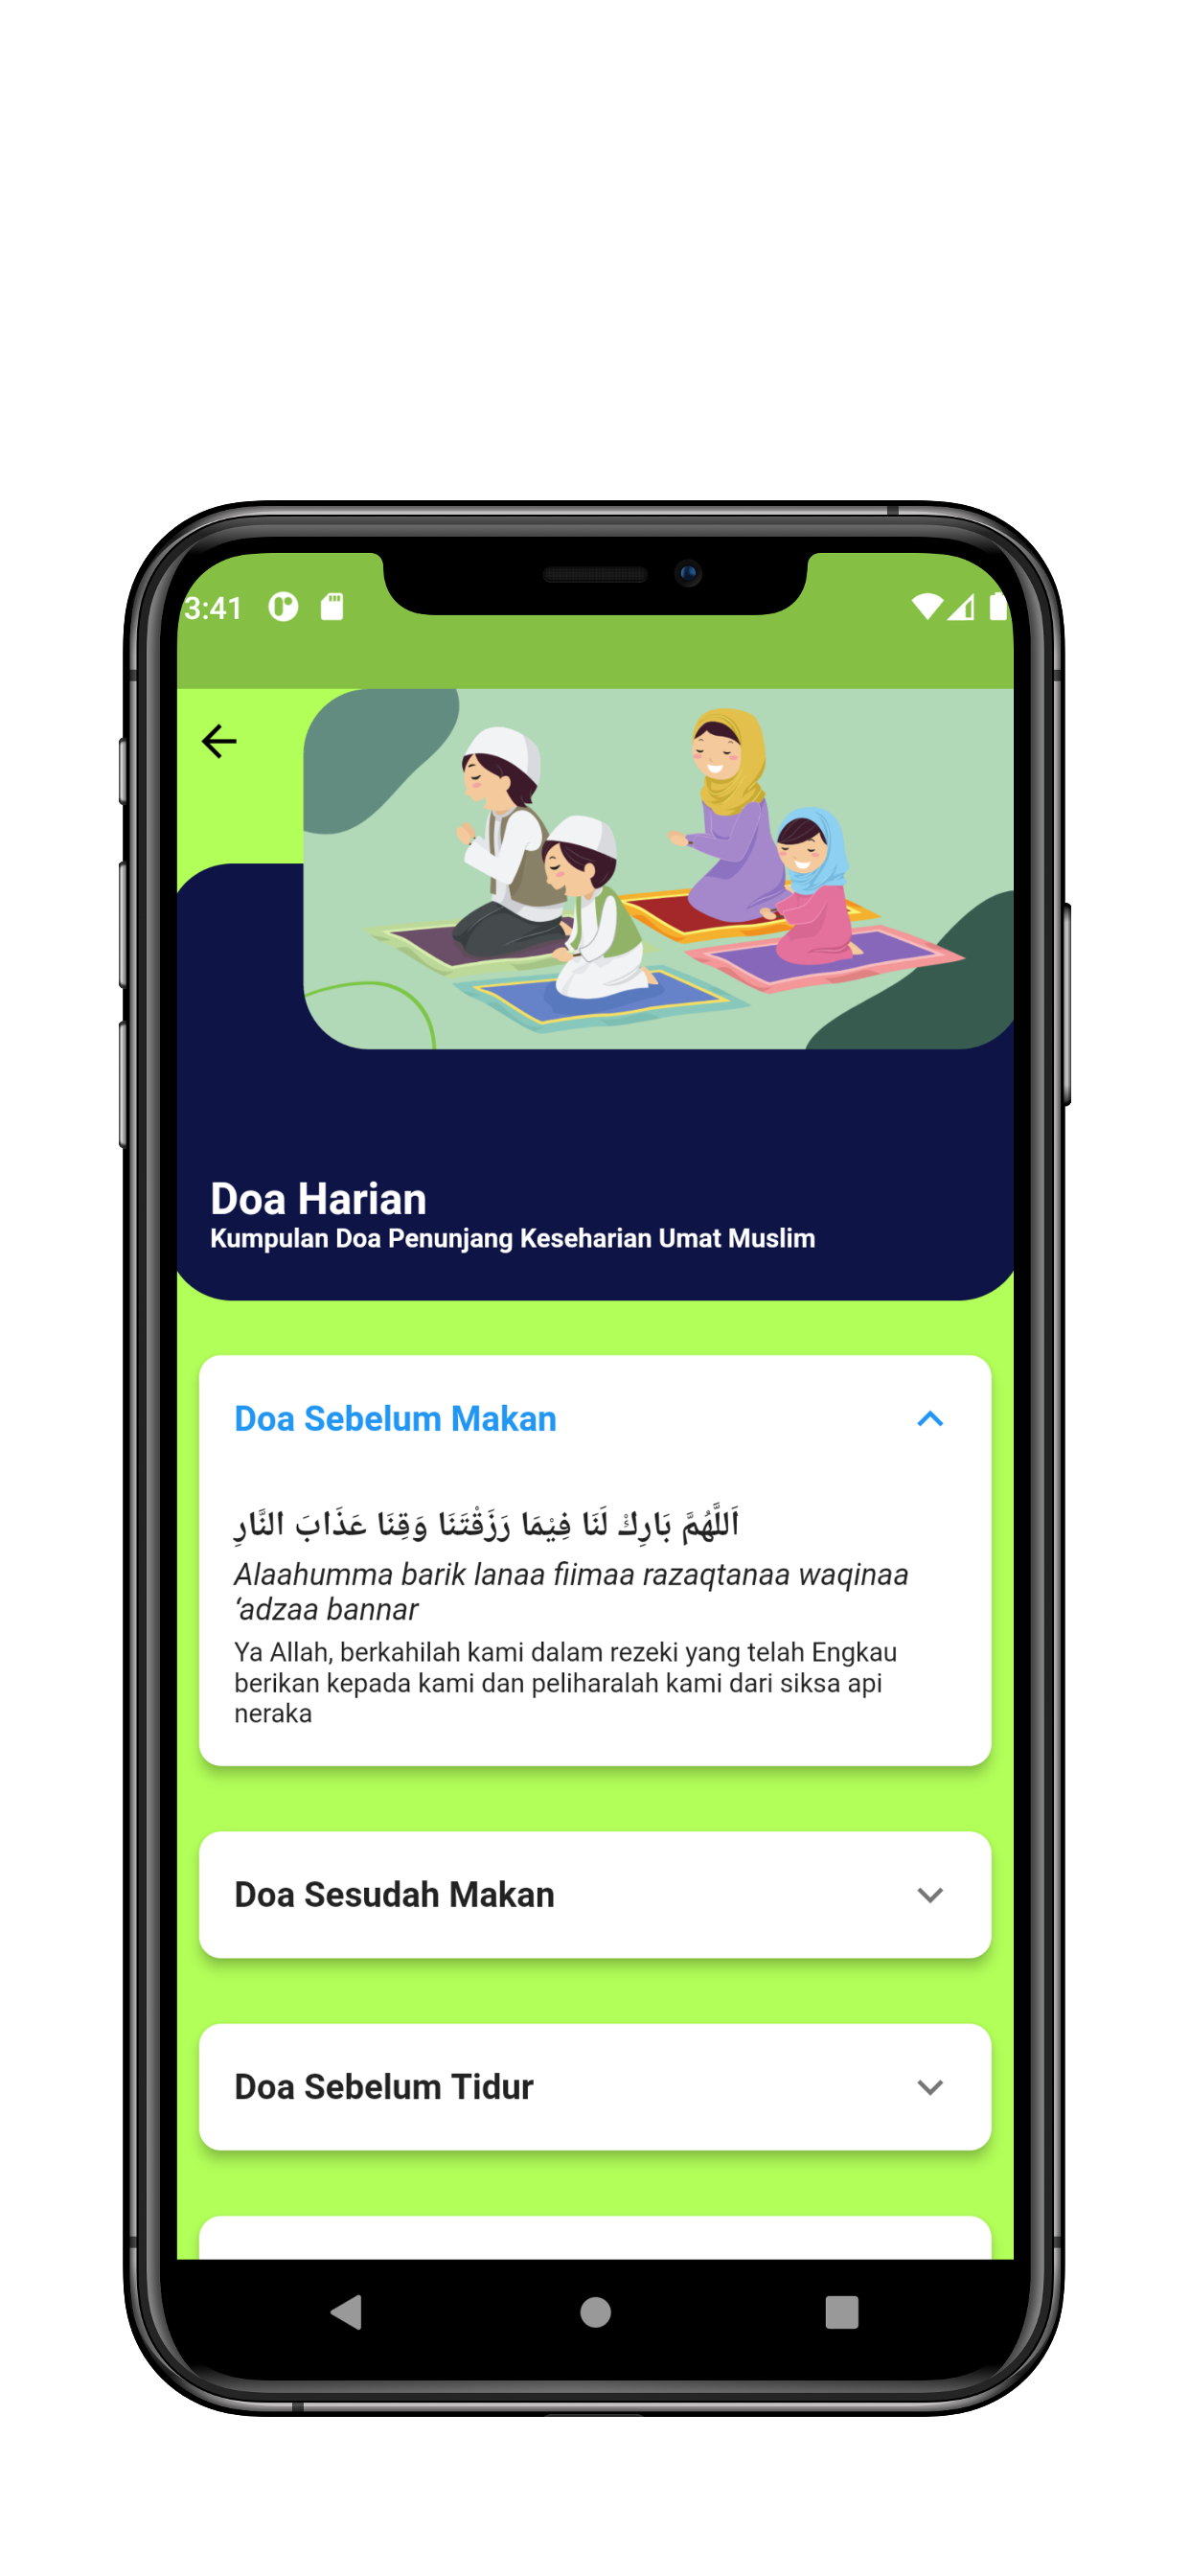 3:41
Doa Harian
Kumpulan Doa Penunjang Keseharian Umat Muslim
Doa Sebelum Makan
اَللَّهُمَّ بَارِكْ لَنَا فِيْمَا رَزَقْتَنَا وَقِنَا عَذَابَ النَّارِ
Alaahumma barik lanaa fiimaa razaqtanaa waqinaa
‘adzaa bannar
Ya Allah, berkahilah kami dalam rezeki yang telah Engkau
berikan kepada kami dan peliharalah kami dari siksa api
neraka
Doa Sesudah Makan
Doa Sebelum Tidur